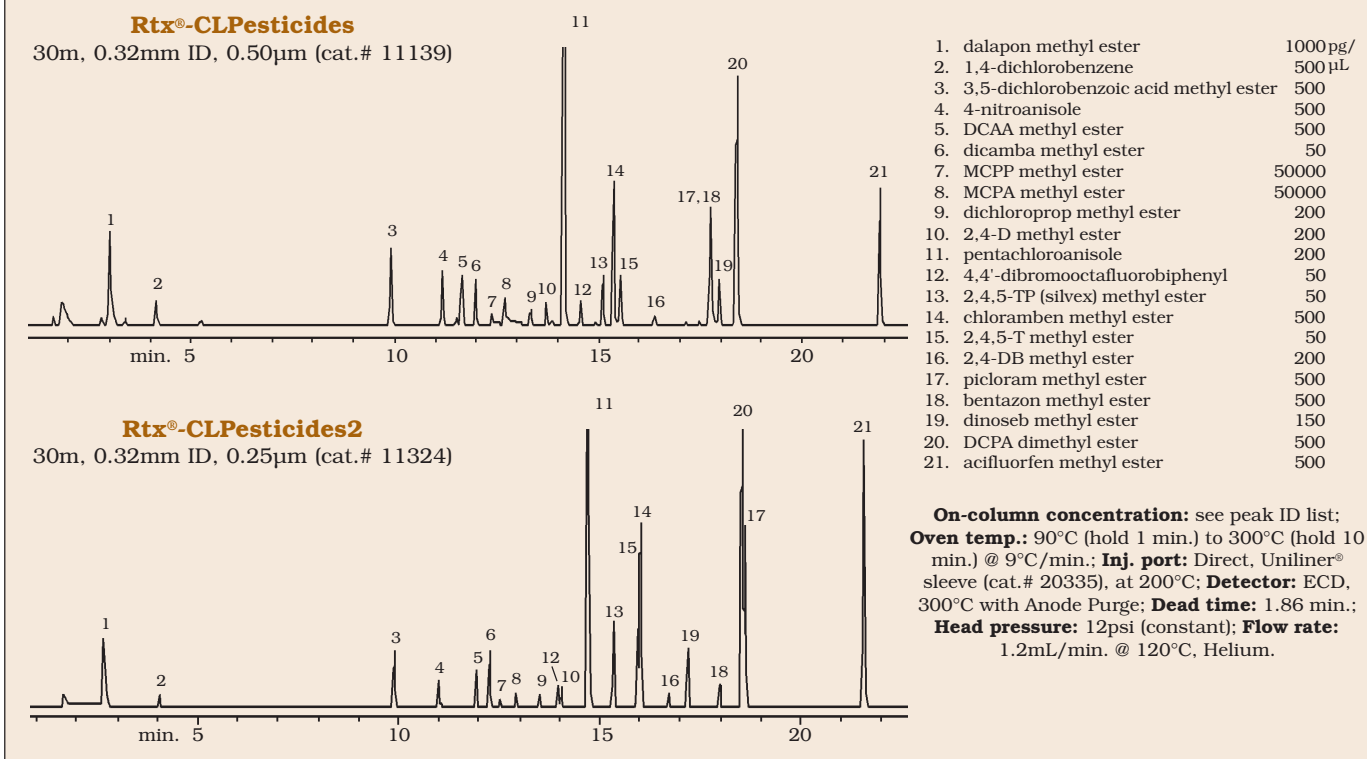 Rtx®-CLPesticides
30m, 0.32mm ID, 0.50µm (cat.# 11139)
11
20
14
21
17,18
1
3
4
5
6
13
15
19
2
8
7
9
10
12
16
min. 5 10 15 20
Rtx®-CLPesticides2
30m, 0.32mm ID, 0.25µm (cat.# 11324)
11
20
21
14
17
15
1
13
3
6
19
12
5
4
2
7
8
9
10
16
18
min. 5 10 15 20
1. dalapon methyl ester 1000 pg/
2. 1,4-dichlorobenzene 500 µL
3. 3,5-dichlorobenzoic acid methyl ester 500
4. 4-nitroanisole 500
5. DCAA methyl ester 500
6. dicamba methyl ester 50
7. MCPP methyl ester 50000
8. MCPA methyl ester 50000
9. dichloroprop methyl ester 200
10. 2,4-D methyl ester 200
11. pentachloroanisole 200
12. 4,4'-dibromooctafluorobiphenyl 50
13. 2,4,5-TP (silvex) methyl ester 50
14. chloramben methyl ester 500
15. 2,4,5-T methyl ester 50
16. 2,4-DB methyl ester 200
17. picloram methyl ester 500
18. bentazon methyl ester 500
19. dinoseb methyl ester 150
20. DCPA dimethyl ester 500
21. acifluorfen methyl ester 500
On-column concentration: see peak ID list;
Oven temp.: 90°C (hold 1 min.) to 300°C (hold 10
min.) @ 9°C/min.; Inj. port: Direct, Uniliner®
sleeve (cat.# 20335), at 200°C; Detector: ECD,
300°C with Anode Purge; Dead time: 1.86 min.;
Head pressure: 12psi (constant); Flow rate:
1.2mL/min. @ 120°C, Helium.